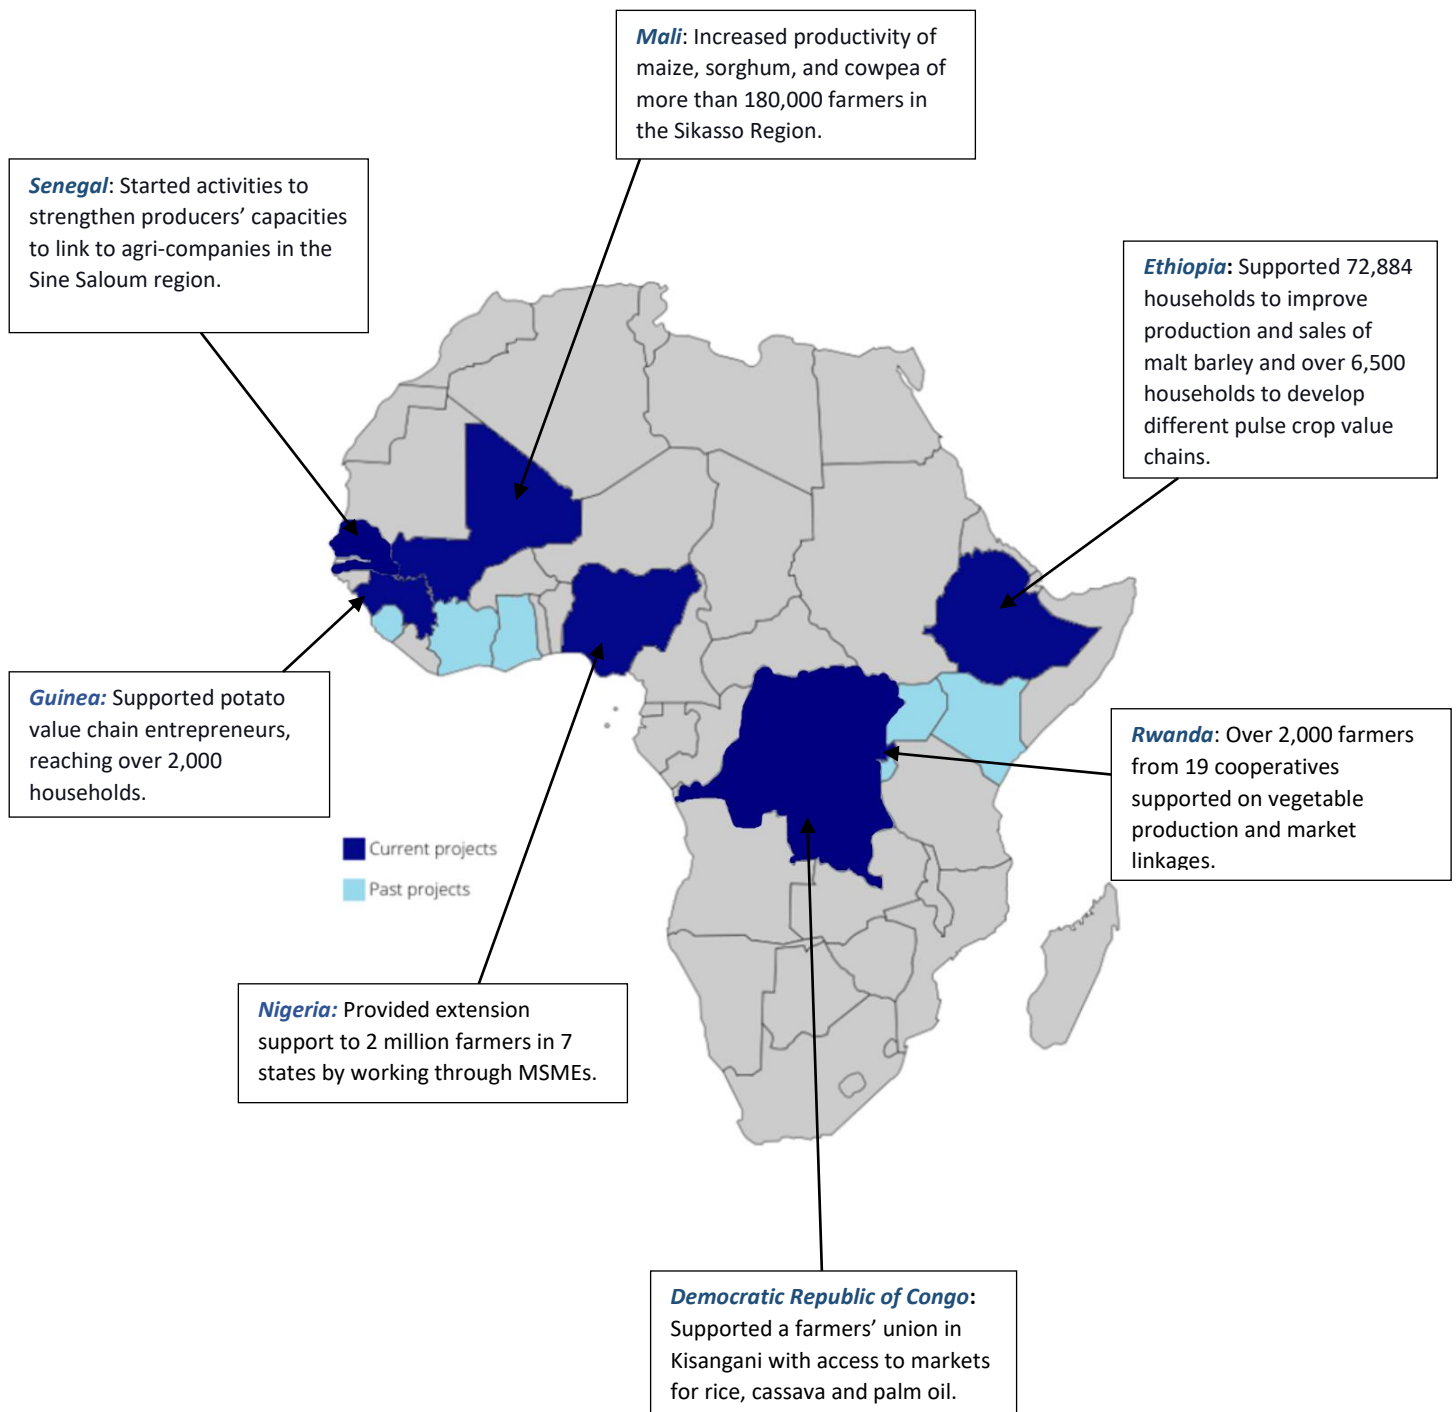 Mali: Increased productivity of
maize, sorghum, and cowpea of
more than 180,000 farmers in
the Sikasso Region.
Senegal: Started activities to
strengthen producers’ capacities
to link to agri-companies in the
Sine Saloum region.
Ethiopia: Supported 72,884
households to improve
production and sales of
malt barley and over 6,500
households to develop
different pulse crop value
chains.
Guinea: Supported potato
value chain entrepreneurs,
reaching over 2,000
households.
Rwanda: Over 2,000 farmers
from 19 cooperatives
supported on vegetable
production and market
linkages.
Current projects
Past projects
Nigeria: Provided extension
support to 2 million farmers in 7
states by working through MSMEs.
Democratic Republic of Congo:
Supported a farmers’ union in
Kisangani with access to markets
for rice, cassava and palm oil.